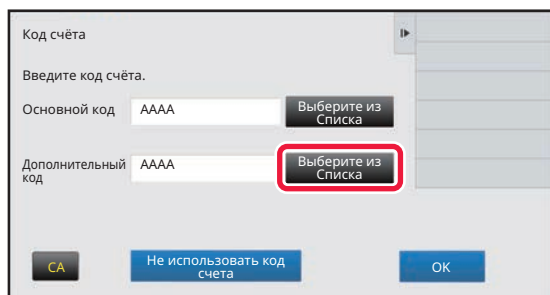 Код счёта
Введите код счёта.
Основной код AAAA Выберите из
Списка
Дополнительный
код AAAA Выберите из
Списка
CA Не использовать код
счета OK